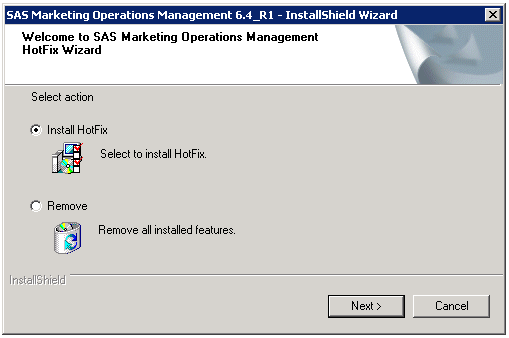 SAS Marketing Operations Management 6.4_R1 - InstallShield Wizard
Welcome to SAS Marketing Operations Management
HotFix Wizard
Select action
Install HotFix
Select to install HotFix.
Remove
Remove all installed features.
InstallShield
Next >
Cancel